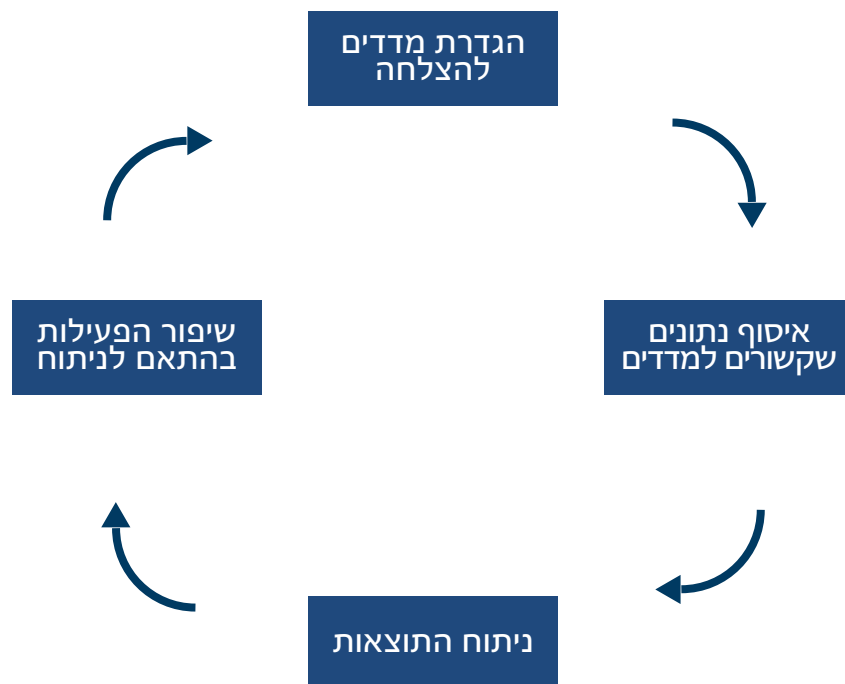 הגדרת מדדים
להצלחה
איסוף נתונים
שקשורים למדדים
ניתוח התוצאות
שיפור הפעילות
בהתאם לניתוח